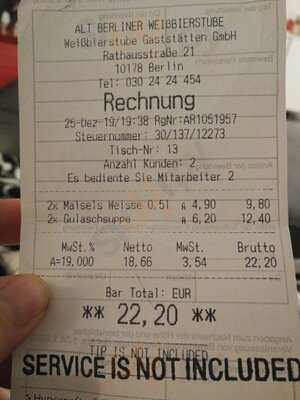 ALT BERLINER WEIßBIERSTUBE
Weißbierstube Gaststätten GmbH
Rathausstraße 21
10178 Berlin
Tel: 030 24 24 454
Rechnung
25-Dez-19/19:38 RgNr:AR1051957
Steuernummer: 30/137/12273
Tisch-Nr: 13
Anzahl Kunden: 2
Es bediente Sie Mitarbeiter 2
2x Maisels Weisse 0,5l à 4,90 9,80
2x Gulaschsuppe à 6,20 12,40
MwSt.% Netto MwSt. Brutto
A=19,000 18,66 3,54 22,20
Bar Total: EUR
** 22,20 **
TIP IS NOT INCLUDED
SERVICE IS NOT INCLUDED